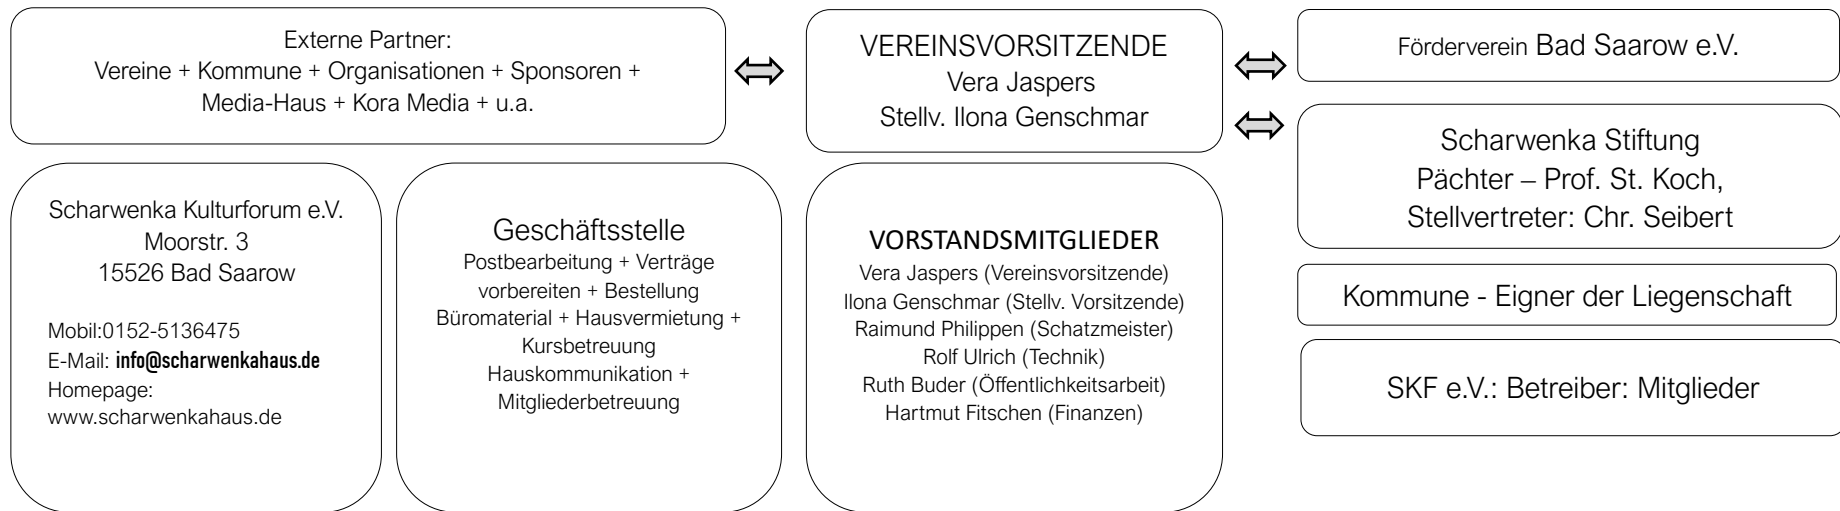 Externe Partner:
Vereine + Kommune + Organisationen + Sponsoren +
Media-Haus + Kora Media + u.a.
VEREINSVORSITZENDE
Vera Jaspers
Stellv. Ilona Genschmar
Förderverein Bad Saarow e.V.
Scharwenka Stiftung
Pächter – Prof. St. Koch,
Stellvertreter: Chr. Seibert
Scharwenka Kulturforum e.V.
Moorstr. 3
15526 Bad Saarow
Mobil:0152-5136475
E-Mail: info@scharwenkahaus.de
Homepage:
www.scharwenkahaus.de
Geschäftsstelle
Postbearbeitung + Verträge
vorbereiten + Bestellung
Büromaterial + Hausvermietung +
Kursbetreuung
Hauskommunikation +
Mitgliederbetreuung
VORSTANDSMITGLIEDER
Vera Jaspers (Vereinsvorsitzende)
Ilona Genschmar (Stellv. Vorsitzende)
Raimund Philippen (Schatzmeister)
Rolf Ulrich (Technik)
Ruth Buder (Öffentlichkeitsarbeit)
Hartmut Fitschen (Finanzen)
Kommune - Eigner der Liegenschaft
SKF e.V.: Betreiber: Mitglieder